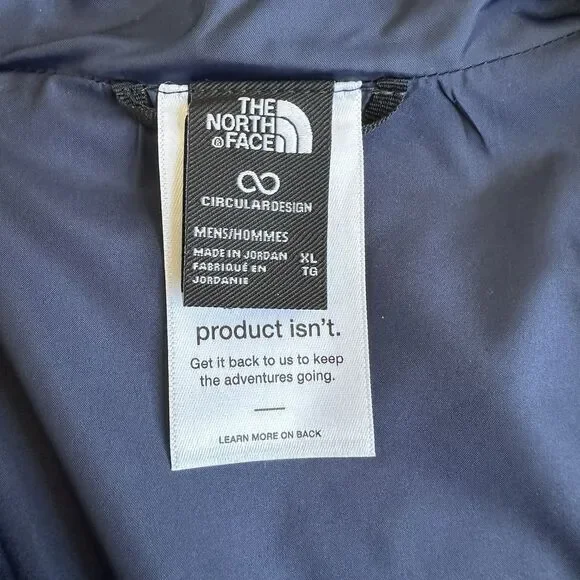 THE
NORTH
FACE
CIRCULARDESIGN
MENS/HOMMES
MADE IN JORDAN XL
FABRIQUÉ EN TG
JORDANIE
product isn't.
Get it back to us to keep
the adventures going.
LEARN MORE ON BACK